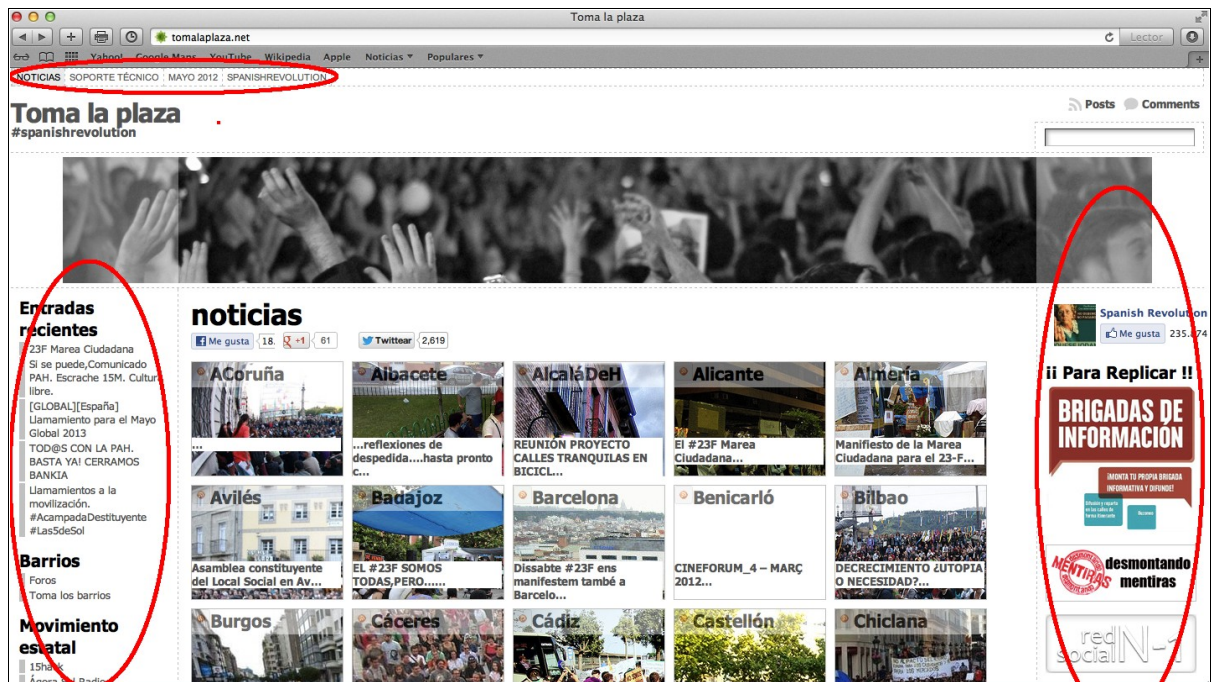 Toma la plaza
tomalaplaza.net
Lector
Yahoo! Google Maps YouTube Wikipedia Apple Noticias Populares
NOTICIAS SOPORTE TÉCNICO MAYO 2012 SPANISHREVOLUTION
Posts Comments
Toma la plaza
#spanishrevolution
Entradas
recientes
23F Marea Ciudadana
Si se puede,Comunicado
PAH. Escrache 15M. Cultura
libre.
[GLOBAL][España]
Llamamiento para el Mayo
Global 2013
TOD@S CON LA PAH.
BASTA YA! CERRAMOS
BANKIA
Llamamientos a la
movilización.
#AcampadaDestituyente
#Las5deSol
Barrios
Foros
Toma los barrios
Movimiento
estatal
15hack
Ágora Sol Radio
noticias
Me gusta 18. +1 61 Twittear 2,619
ACoruña
...
Albacete
...reflexiones de
despedida....hasta pronto
c...
AlcaláDeH
REUNIÓN PROYECTO
CALLES TRANQUILAS EN
BICICL...
Alicante
El #23F Marea
Ciudadana...
Almería
Manifiesto de la Marea
Ciudadana para el 23-F...
Avilés
Asamblea constituyente
del Local Social en Av...
Badajoz
EL #23F SOMOS
TODAS,PERO......
Barcelona
Dissabte #23F ens
manifestem també a
Barcelo...
Benicarló
CINEFORUM_4 – MARÇ
2012...
Bilbao
DECRECIMIENTO ¿UTOPIA
O NECESIDAD?...
Burgos
Cáceres
Cádiz
Castellón
Chiclana
Spanish Revolution
Me gusta 235.874
¡¡ Para Replicar !!
BRIGADAS DE
INFORMACIÓN
¡MONTA TU PROPIA BRIGADA
INFORMATIVA Y DIFUNDE!
desmontando
MENTIRAS
mentiras
red
social N-1